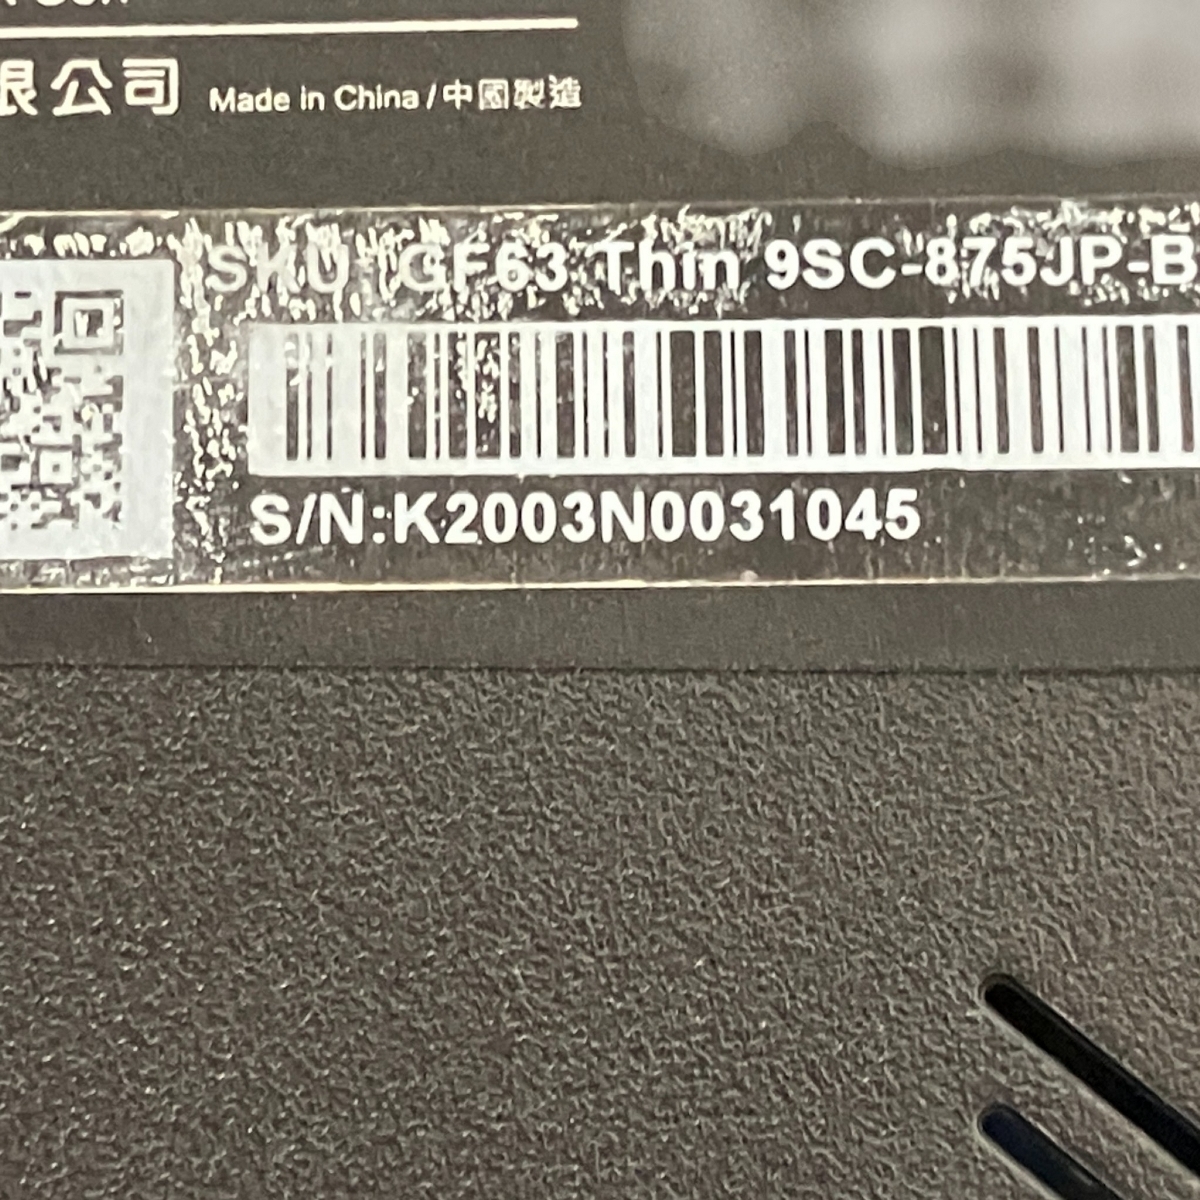 限公司 Made in China / 中國製造
SKU: GF63 Thin 9SC-875JP-B
S/N:K2003N0031045